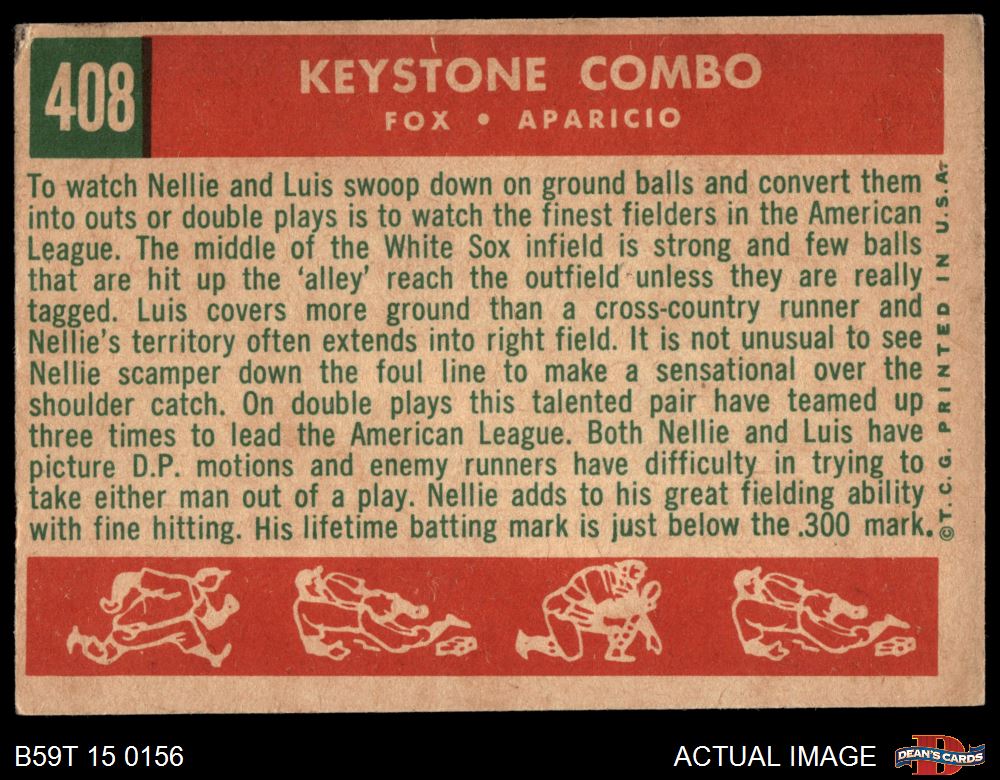 408
KEYSTONE COMBO
FOX • APARICIO
To watch Nellie and Luis swoop down on ground balls and convert them
into outs or double plays is to watch the finest fielders in the American
League. The middle of the White Sox infield is strong and few balls
that are hit up the ‘alley’ reach the outfield unless they are really
tagged. Luis covers more ground than a cross-country runner and
Nellie’s territory often extends into right field. It is not unusual to see
Nellie scamper down the foul line to make a sensational over the
shoulder catch. On double plays this talented pair have teamed up
three times to lead the American League. Both Nellie and Luis have
picture D.P. motions and enemy runners have difficulty in trying to
take either man out of a play. Nellie adds to his great fielding ability
with fine hitting. His lifetime batting mark is just below the .300 mark.
©T.C.G. PRINTED IN U.S.A.
B59T 15 0156
ACTUAL IMAGE
D
DEAN'S CARDS